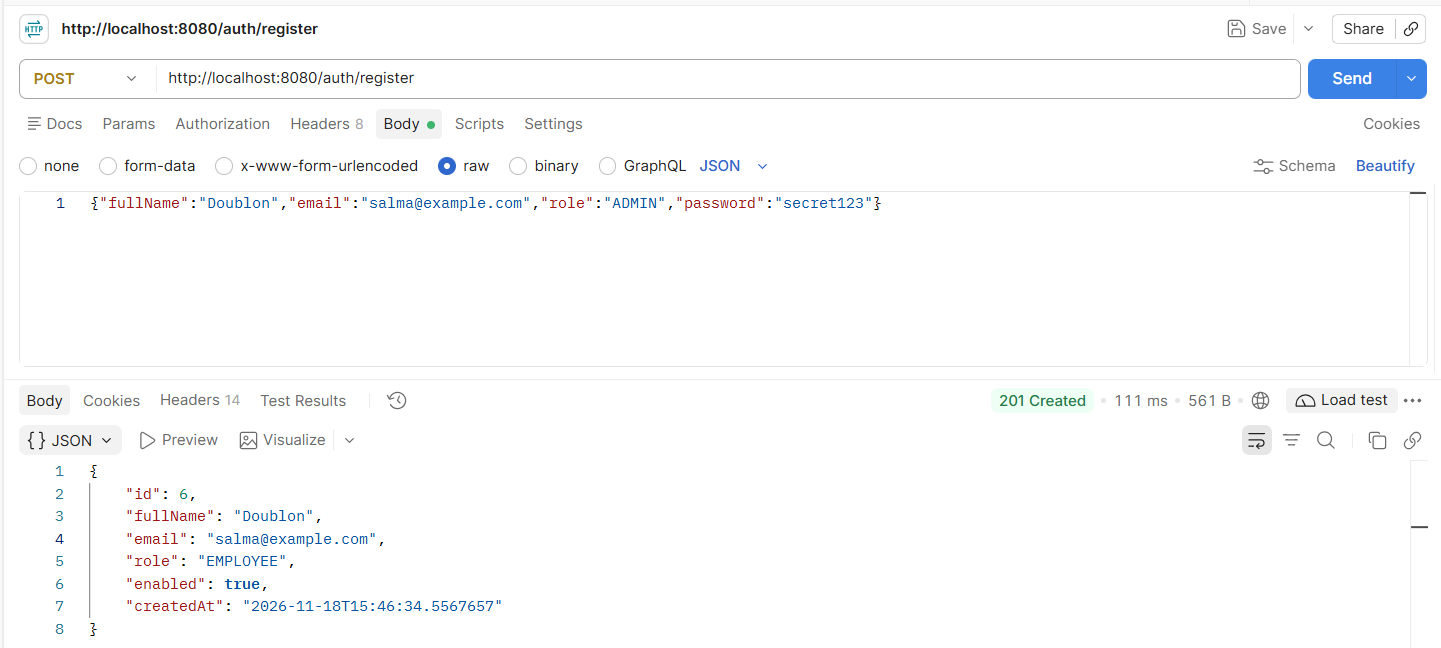 HTTP http://localhost:8080/auth/register Save Share
POST http://localhost:8080/auth/register Send
Docs Params Authorization Headers 8 Body Scripts Settings Cookies
none form-data x-www-form-urlencoded raw binary GraphQL JSON Schema Beautify
1 {"fullName":"Doublon","email":"salma@example.com","role":"ADMIN","password":"secret123"}
Body Cookies Headers 14 Test Results 201 Created • 111 ms • 561 B • Load test
{} JSON Preview Visualize
1 {
2 "id": 6,
3 "fullName": "Doublon",
4 "email": "salma@example.com",
5 "role": "EMPLOYEE",
6 "enabled": true,
7 "createdAt": "2026-11-18T15:46:34.5567657"
8 }